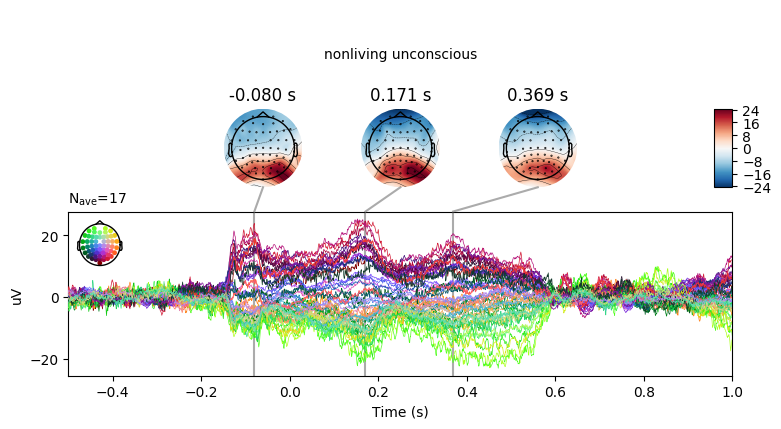 nonliving unconscious
-0.080 s 0.171 s 0.369 s
24
16
8
0
−8
−16
−24
Nave=17
20
0
−20
uV
−0.4 −0.2 0.0 0.2 0.4 0.6 0.8 1.0
Time (s)